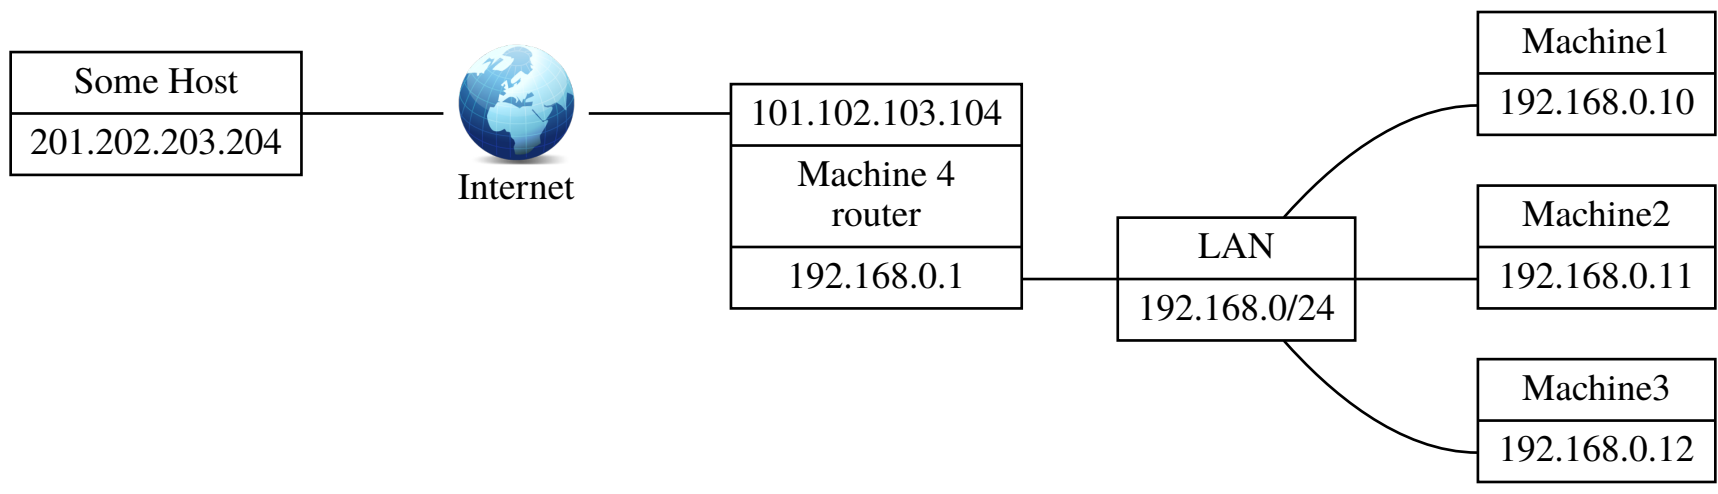 Some Host
201.202.203.204
Internet
101.102.103.104
Machine 4
router
192.168.0.1
LAN
192.168.0/24
Machine1
192.168.0.10
Machine2
192.168.0.11
Machine3
192.168.0.12